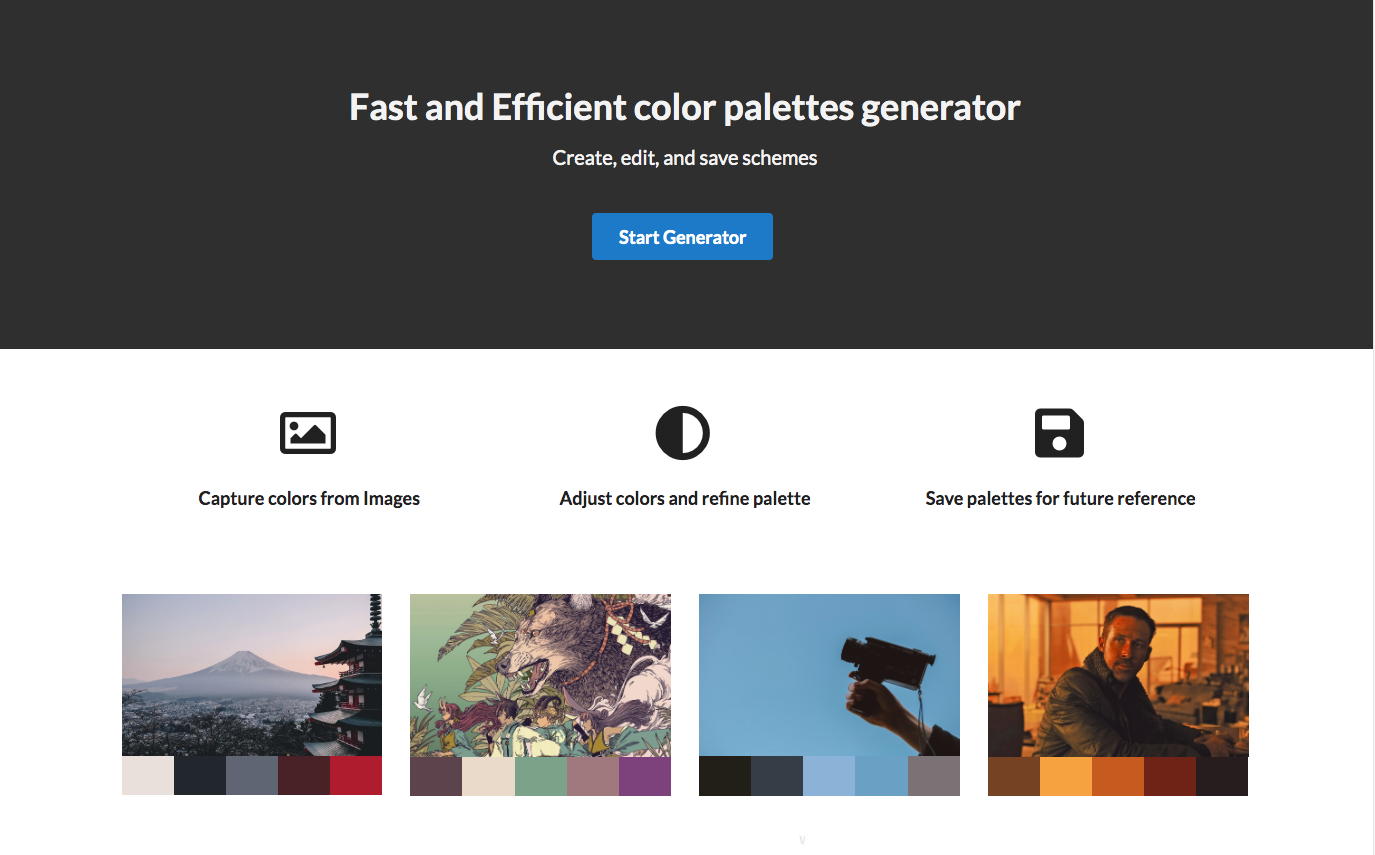 Fast and Efficient color palettes generator
Create, edit, and save schemes
Start Generator
Capture colors from Images
Adjust colors and refine palette
Save palettes for future reference
v